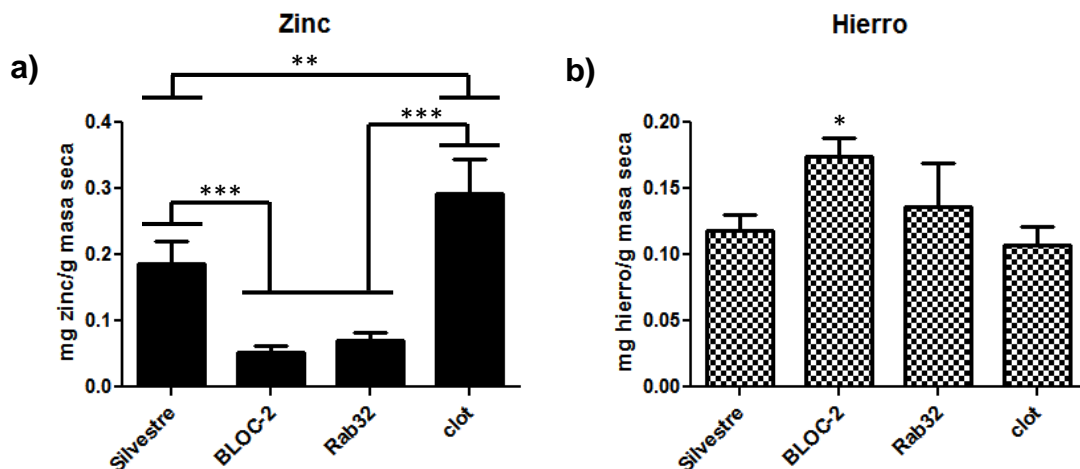 Zinc
a)
**
***
***
mg zinc/g masa seca
0.4
0.3
0.2
0.1
0.0
Silvestre
BLOC-2
Rab32
clot
Hierro
b)
*
mg hierro/g masa seca
0.20
0.15
0.10
0.05
0.00
Silvestre
BLOC-2
Rab32
clot